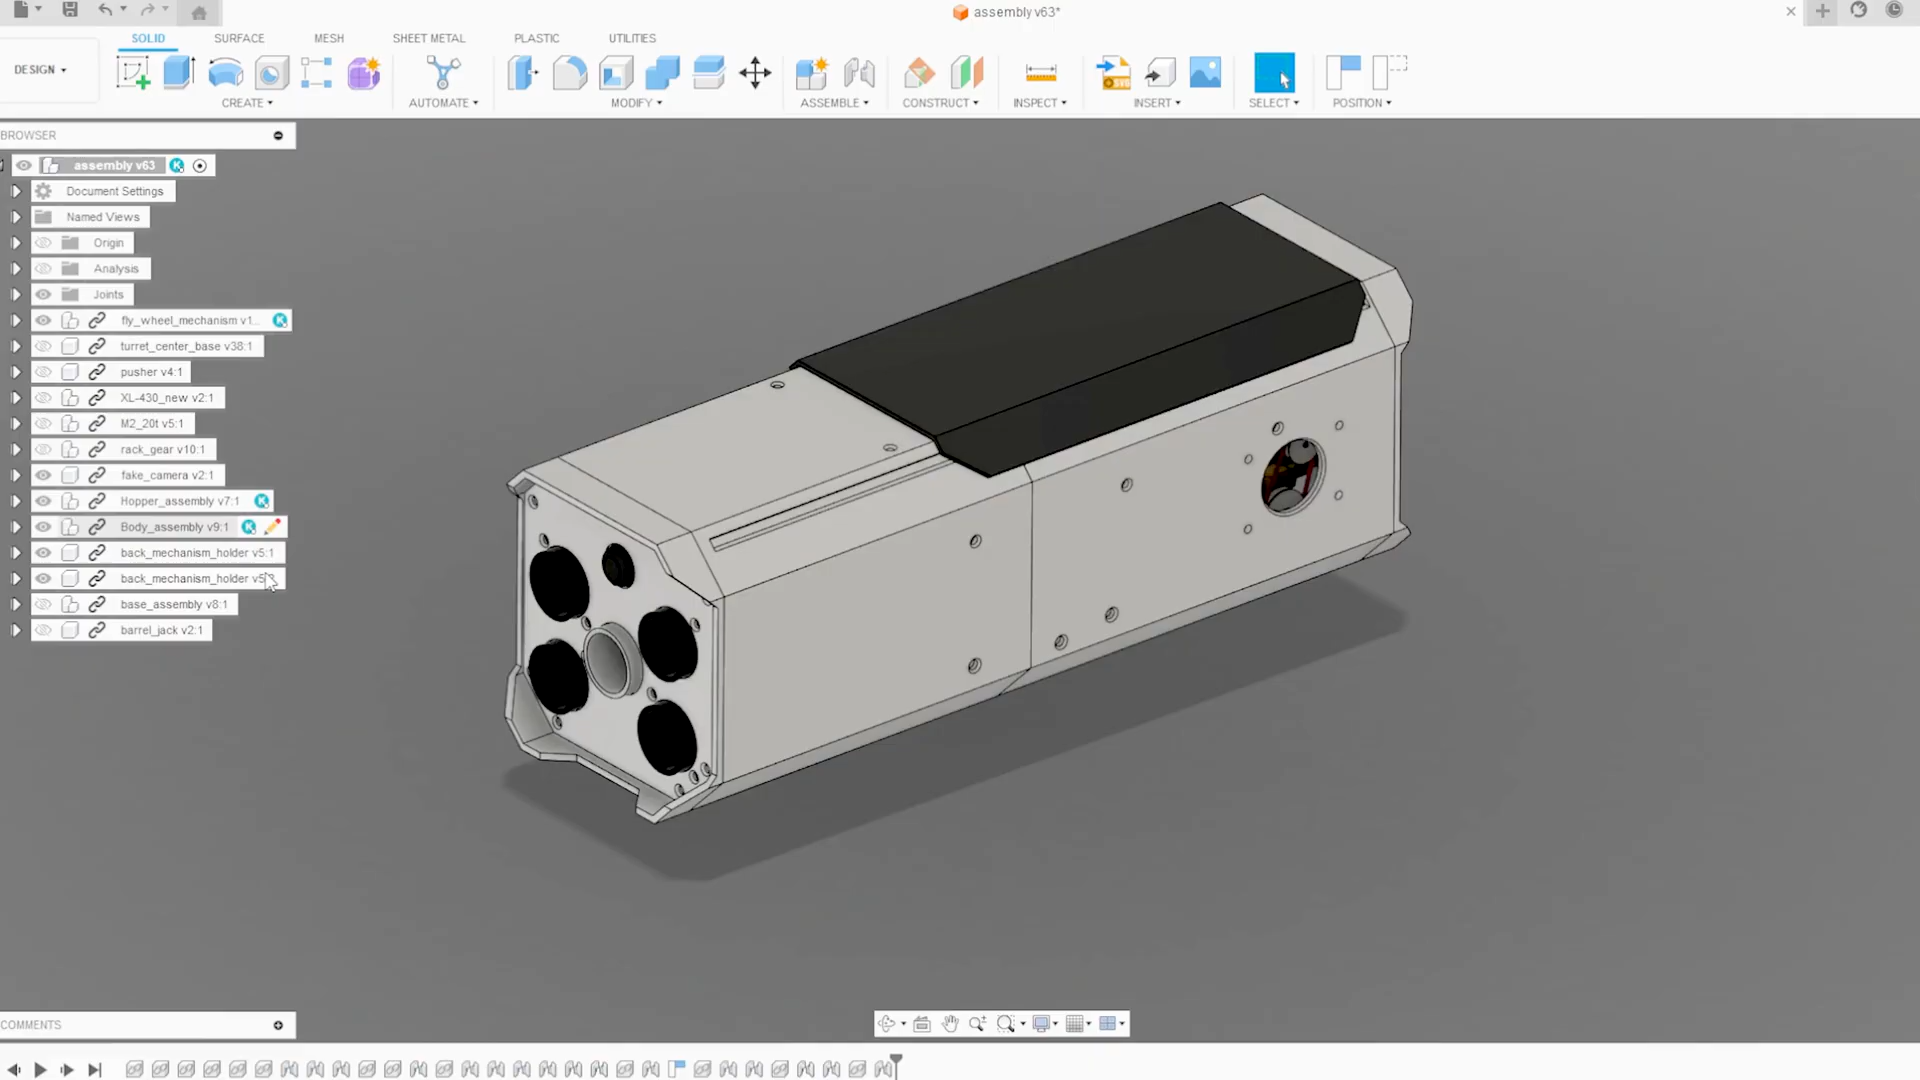 assembly v63*
SOLID
SURFACE
MESH
SHEET METAL
PLASTIC
UTILITIES
DESIGN
CREATE
AUTOMATE
MODIFY
ASSEMBLE
CONSTRUCT
INSPECT
INSERT
SELECT
POSITION
BROWSER
assembly v63
Document Settings
Named Views
Origin
Analysis
Joints
fly_wheel_mechanism v1...
turret_center_base v38:1
pusher v4:1
XL-430_new v2:1
M2_20t v5:1
rack_gear v10:1
fake_camera v2:1
Hopper_assembly v7:1
Body_assembly v9:1
back_mechanism_holder v5:1
back_mechanism_holder v5
base_assembly v8:1
barrel_jack v2:1
COMMENTS